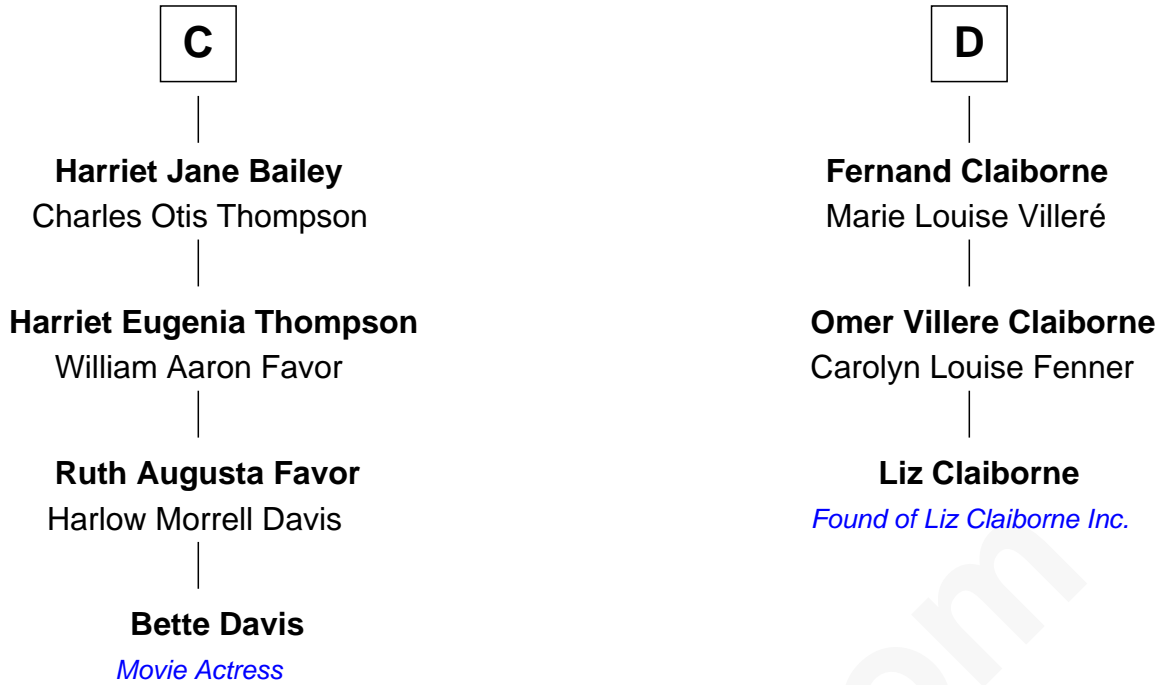 C
Harriet Jane Bailey
Charles Otis Thompson
Harriet Eugenia Thompson
William Aaron Favor
Ruth Augusta Favor
Harlow Morrell Davis
Bette Davis
Movie Actress
D
Fernand Claiborne
Marie Louise Villeré
Omer Villere Claiborne
Carolyn Louise Fenner
Liz Claiborne
Found of Liz Claiborne Inc.
om